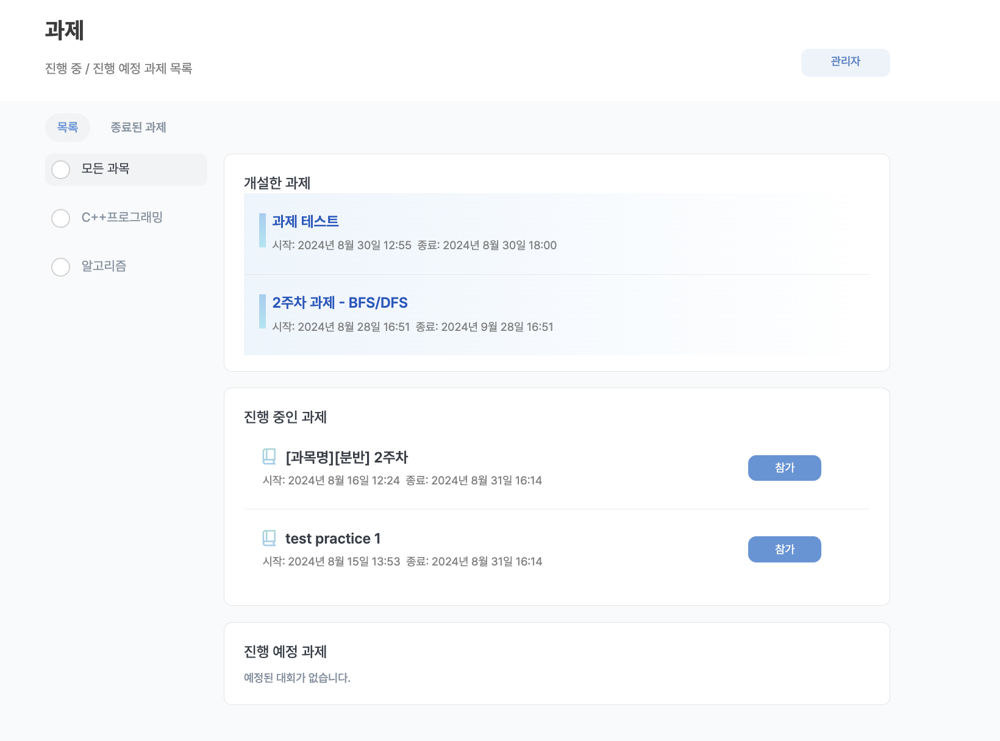 과제
진행 중 / 진행 예정 과제 목록
관리자
목록
종료된 과제
모든 과목
C++프로그래밍
알고리즘
개설한 과제
과제 테스트
시작: 2024년 8월 30일 12:55 종료: 2024년 8월 30일 18:00
2주차 과제 - BFS/DFS
시작: 2024년 8월 28일 16:51 종료: 2024년 9월 28일 16:51
진행 중인 과제
[과목명][분반] 2주차
시작: 2024년 8월 16일 12:24 종료: 2024년 8월 31일 16:14
참가
test practice 1
시작: 2024년 8월 15일 13:53 종료: 2024년 8월 31일 16:14
참가
진행 예정 과제
예정된 대회가 없습니다.